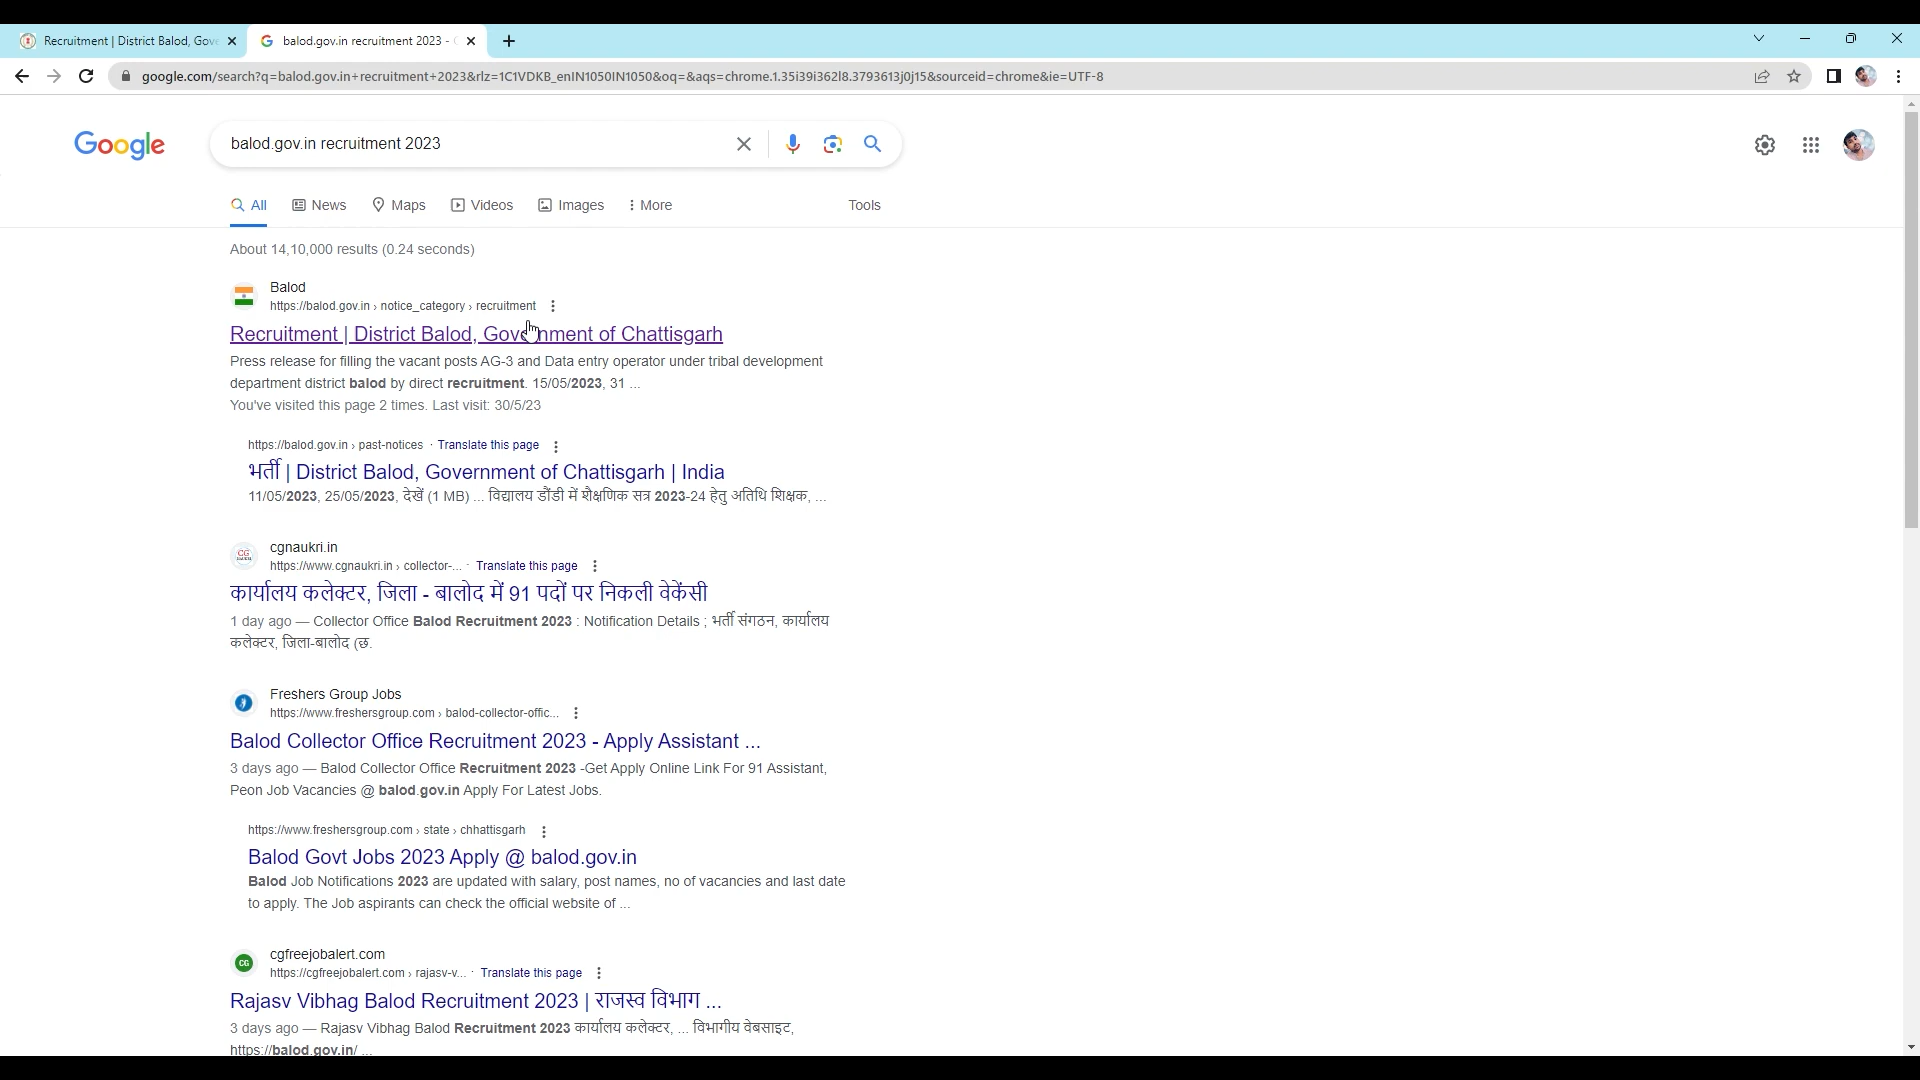 Recruitment | District Balod, Gove
balod.gov.in recruitment 2023 -
google.com/search?q=balod.gov.in+recruitment+2023&rlz=1C1VDKB_enIN1050IN1050&oq=&aqs=chrome.1.35i39i362l8.3793613j0j15&sourceid=chrome&ie=UTF-8
Google
balod.gov.in recruitment 2023
All News Maps Videos Images More Tools
About 14,10,000 results (0.24 seconds)
Balod
https://balod.gov.in › notice_category › recruitment
Recruitment | District Balod, Government of Chattisgarh
Press release for filling the vacant posts AG-3 and Data entry operator under tribal development
department district balod by direct recruitment. 15/05/2023, 31 ...
You've visited this page 2 times. Last visit: 30/5/23
https://balod.gov.in › past-notices · Translate this page
भर्ती | District Balod, Government of Chattisgarh | India
11/05/2023, 25/05/2023, देखें (1 MB) ... विद्यालय डौंडी में शैक्षणिक सत्र 2023-24 हेतु अतिथि शिक्षक, ...
cgnaukri.in
https://www.cgnaukri.in › collector-... · Translate this page
कार्यालय कलेक्टर, जिला - बालोद में 91 पदों पर निकली वेकेंसी
1 day ago — Collector Office Balod Recruitment 2023 : Notification Details ; भर्ती संगठन, कार्यालय
कलेक्टर, जिला-बालोद (छ.
Freshers Group Jobs
https://www.freshersgroup.com › balod-collector-offic...
Balod Collector Office Recruitment 2023 - Apply Assistant ...
3 days ago — Balod Collector Office Recruitment 2023 -Get Apply Online Link For 91 Assistant,
Peon Job Vacancies @ balod.gov.in Apply For Latest Jobs.
https://www.freshersgroup.com › state › chhattisgarh
Balod Govt Jobs 2023 Apply @ balod.gov.in
Balod Job Notifications 2023 are updated with salary, post names, no of vacancies and last date
to apply. The Job aspirants can check the official website of ...
cgfreejobalert.com
CG
https://cgfreejobalert.com › rajasv-v... · Translate this page
Rajasv Vibhag Balod Recruitment 2023 | राजस्व विभाग ...
3 days ago — Rajasv Vibhag Balod Recruitment 2023 कार्यालय कलेक्टर, ... विभागीय वेबसाइट,
https://balod.gov.in/ ...